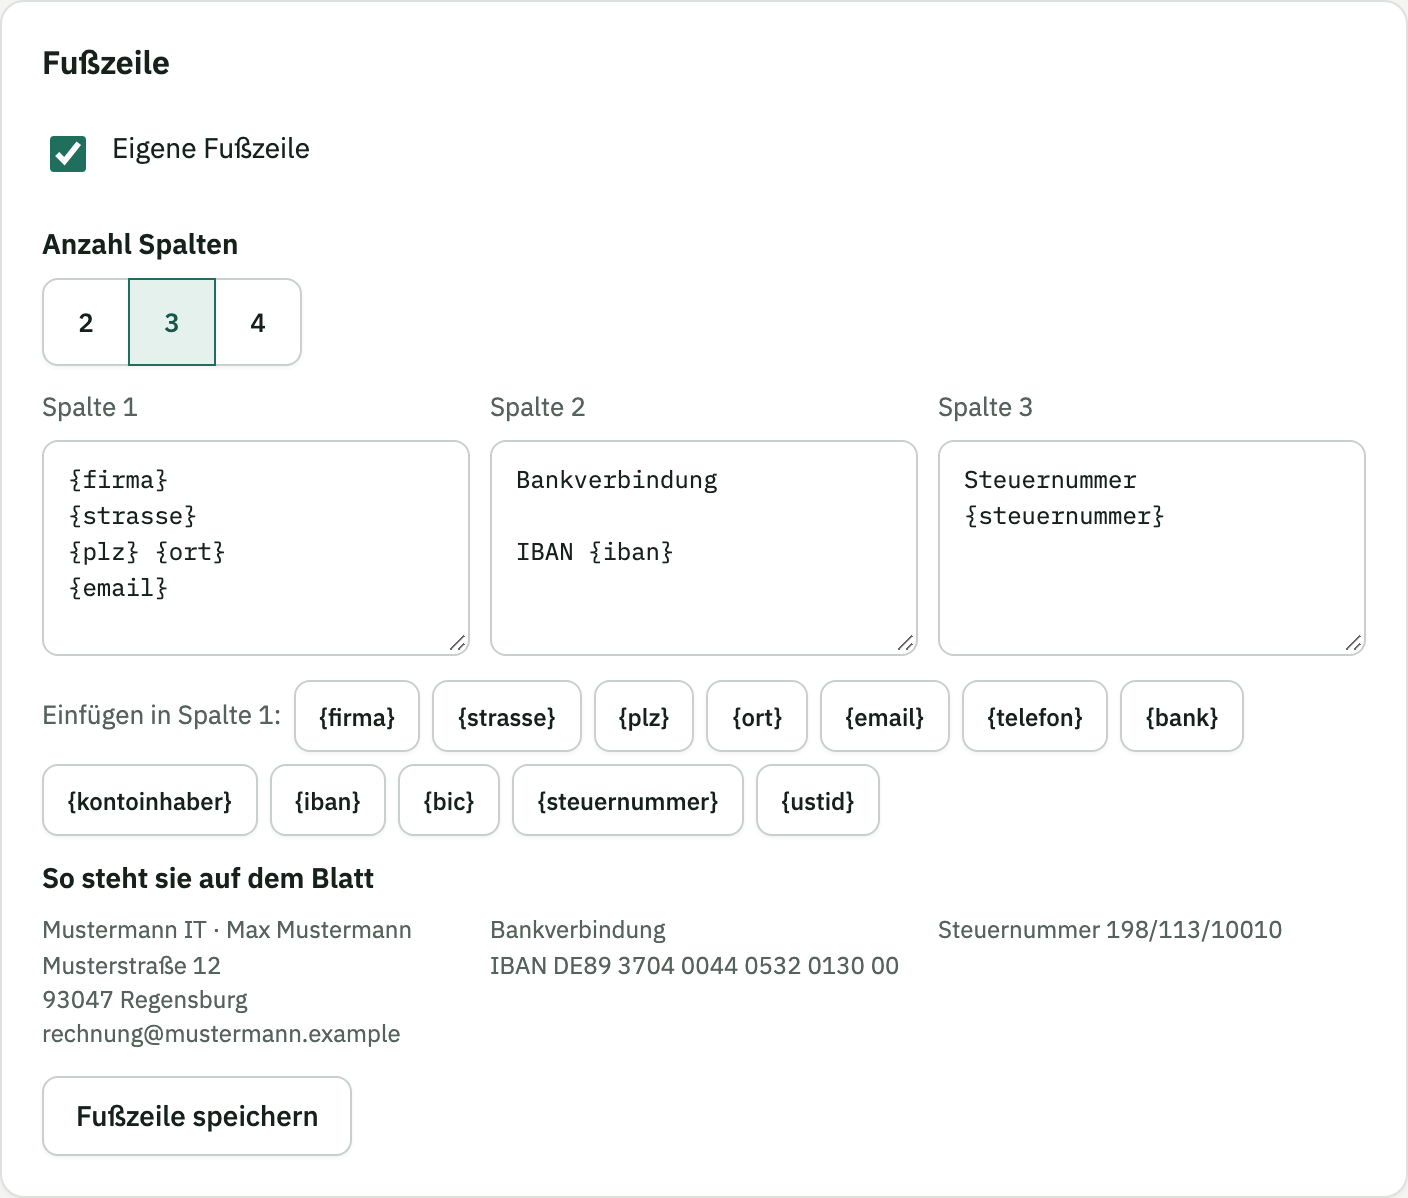 Fußzeile
Eigene Fußzeile
Anzahl Spalten
2 3 4
Spalte 1
{firma}
{strasse}
{plz} {ort}
{email}
Spalte 2
Bankverbindung
IBAN {iban}
Spalte 3
Steuernummer
{steuernummer}
Einfügen in Spalte 1: {firma} {strasse} {plz} {ort} {email} {telefon} {bank}
{kontoinhaber} {iban} {bic} {steuernummer} {ustid}
So steht sie auf dem Blatt
Mustermann IT · Max Mustermann
Musterstraße 12
93047 Regensburg
rechnung@mustermann.example
Bankverbindung
IBAN DE89 3704 0044 0532 0130 00
Steuernummer 198/113/10010
Fußzeile speichern